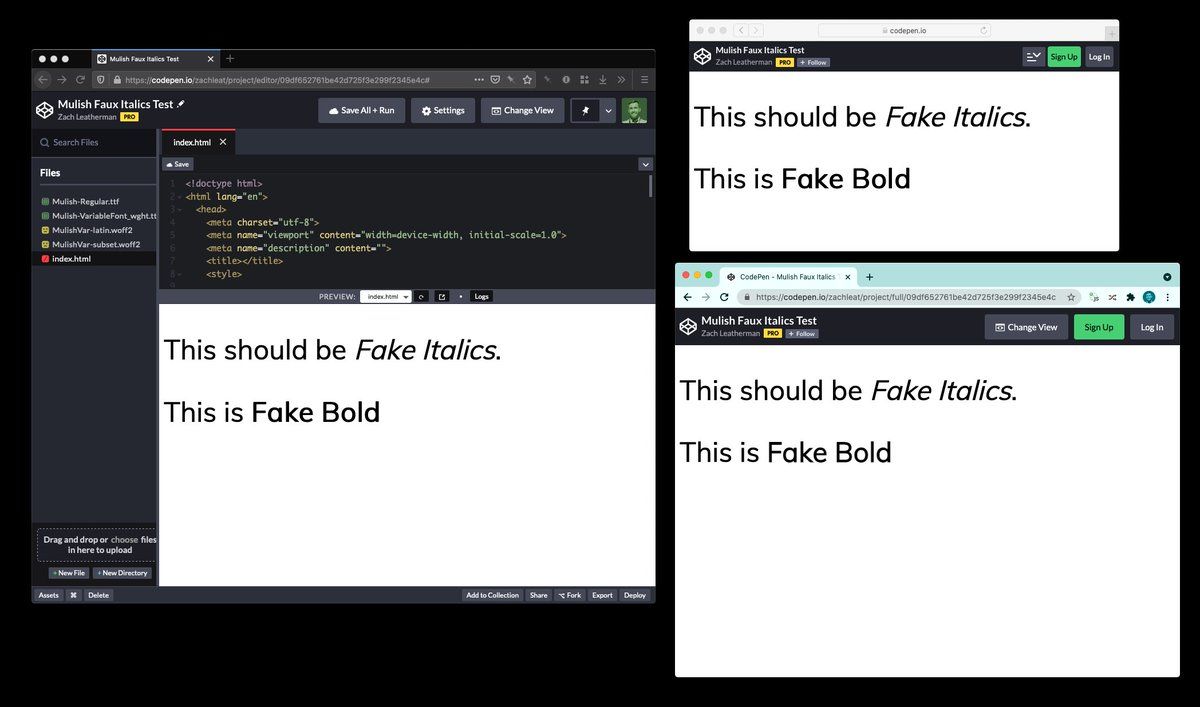 Mulish Faux Italics Test
https://codepen.io/zachleat/project/editor/09df652761be42d725f3e299f2345e4c#
Mulish Faux Italics Test
Zach Leatherman PRO
Save All + Run
Settings
Change View
Search Files
Files
Mulish-Regular.ttf
Mulish-VariableFont_wght.tt
MulishVar-latin.woff2
MulishVar-subset.woff2
index.html
Drag and drop or choose files
in here to upload
+ New File
+ New Directory
index.html
Save
1 <!doctype html>
2 <html lang="en">
3 <head>
4 <meta charset="utf-8">
5 <meta name="viewport" content="width=device-width, initial-scale=1.0">
6 <meta name="description" content="">
7 <title></title>
8 <style>
PREVIEW: index.html Logs
This should be Fake Italics.
This is Fake Bold
Assets ⌘ Delete
Add to Collection Share Fork Export Deploy
codepen.io
Mulish Faux Italics Test
Zach Leatherman PRO + Follow
Sign Up Log In
This should be Fake Italics.
This is Fake Bold
CodePen - Mulish Faux Italics
https://codepen.io/zachleat/project/full/09df652761be42d725f3e299f2345e4c
Mulish Faux Italics Test
Zach Leatherman PRO + Follow
Change View Sign Up Log In
This should be Fake Italics.
This is Fake Bold